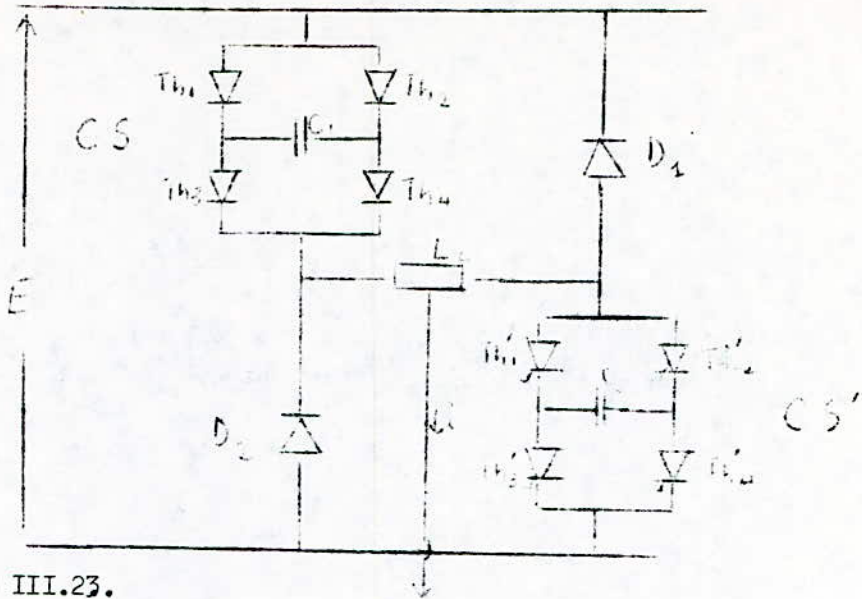 Th1
Th2
CS
C1
D1
Th3
Th4
L
E
Th'1
Th'2
C
CS'
D2
Th'3
Th'4
III.23.